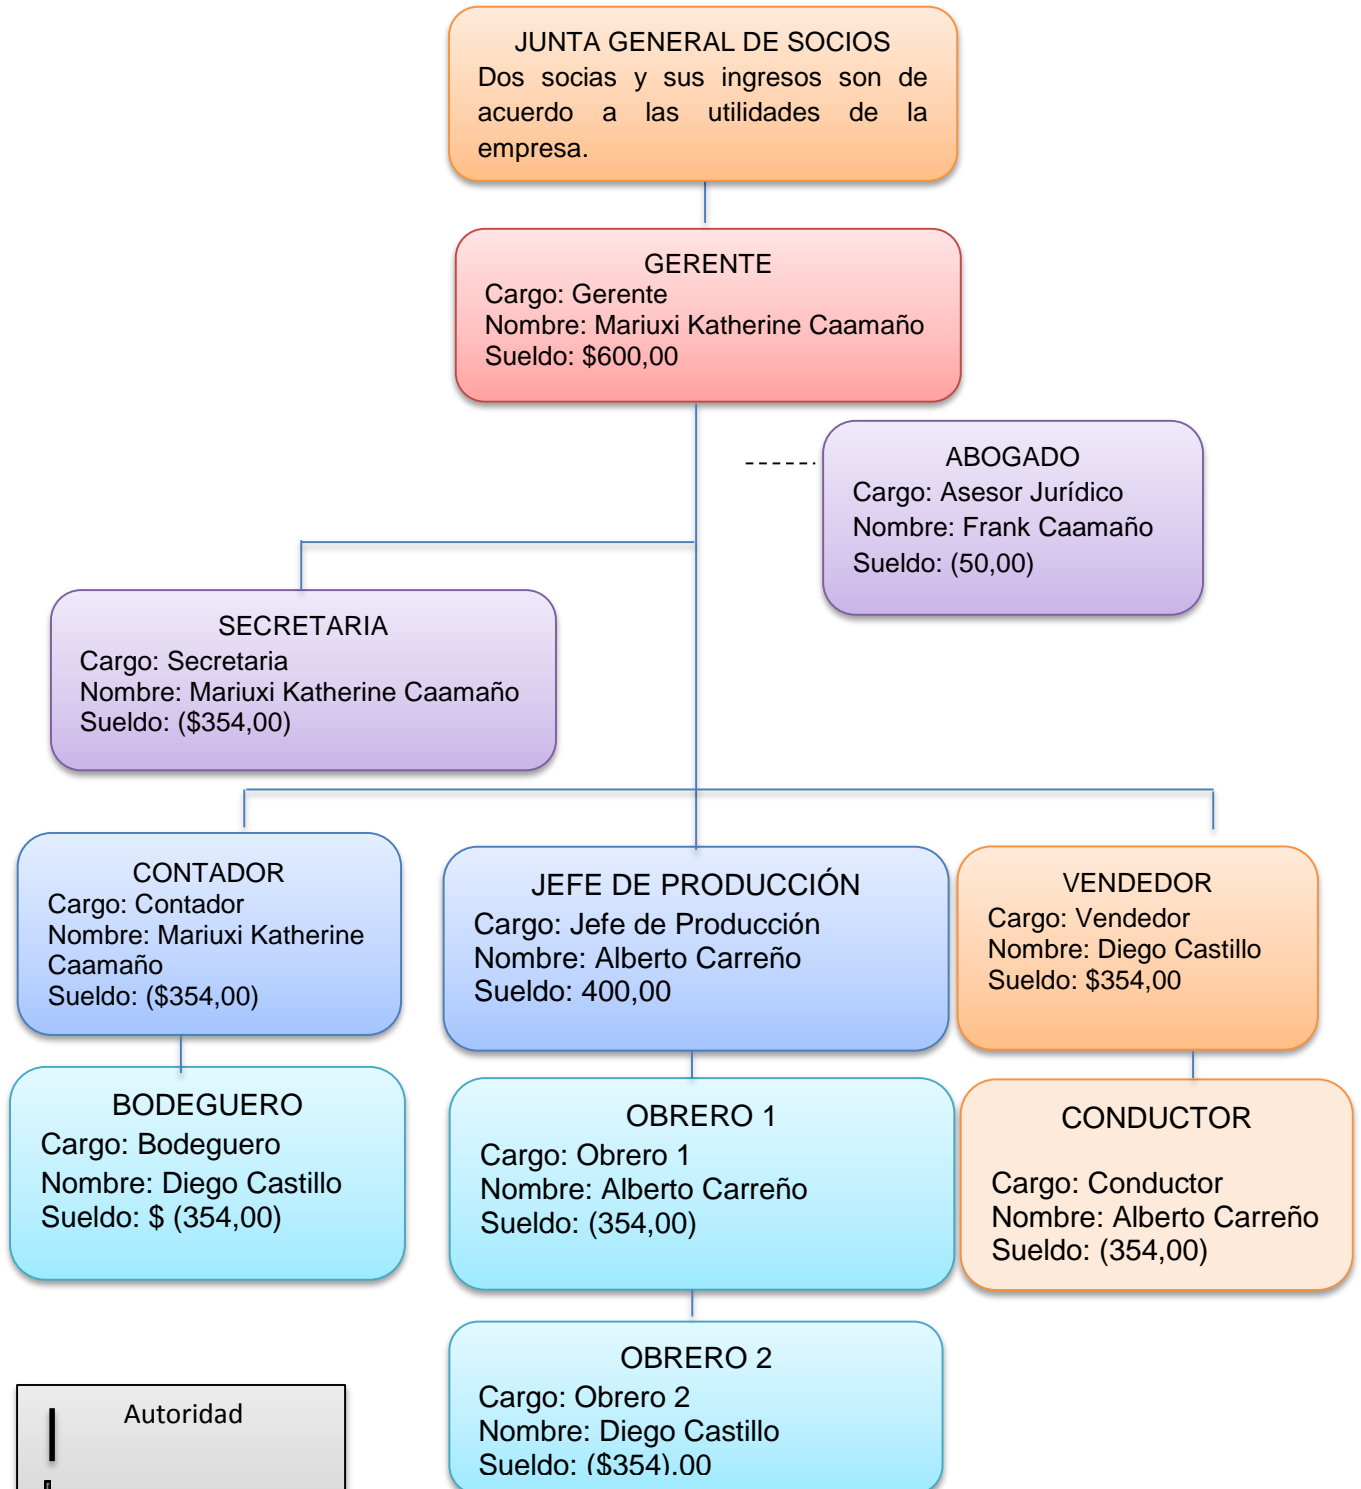 JUNTA GENERAL DE SOCIOS
Dos socias y sus ingresos son de
acuerdo a las utilidades de la
empresa.
GERENTE
Cargo: Gerente
Nombre: Mariuxi Katherine Caamaño
Sueldo: $600,00
ABOGADO
Cargo: Asesor Jurídico
Nombre: Frank Caamaño
Sueldo: (50,00)
SECRETARIA
Cargo: Secretaria
Nombre: Mariuxi Katherine Caamaño
Sueldo: ($354,00)
CONTADOR
Cargo: Contador
Nombre: Mariuxi Katherine
Caamaño
Sueldo: ($354,00)
JEFE DE PRODUCCIÓN
Cargo: Jefe de Producción
Nombre: Alberto Carreño
Sueldo: 400,00
VENDEDOR
Cargo: Vendedor
Nombre: Diego Castillo
Sueldo: $354,00
BODEGUERO
Cargo: Bodeguero
Nombre: Diego Castillo
Sueldo: $ (354,00)
OBRERO 1
Cargo: Obrero 1
Nombre: Alberto Carreño
Sueldo: (354,00)
CONDUCTOR
Cargo: Conductor
Nombre: Alberto Carreño
Sueldo: (354,00)
OBRERO 2
Cargo: Obrero 2
Nombre: Diego Castillo
Sueldo: ($354).00
Autoridad